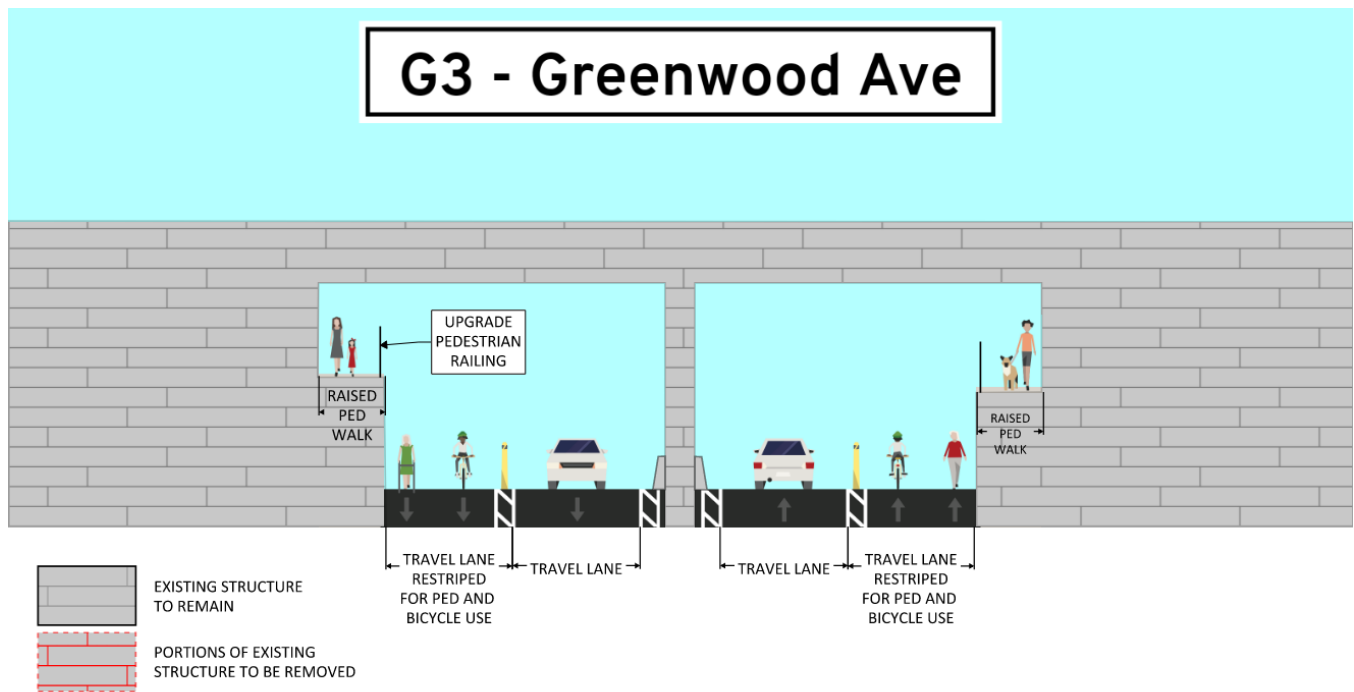 G3 - Greenwood Ave
UPGRADE
PEDESTRIAN
RAILING
RAISED
PED
WALK
RAISED
PED
WALK
TRAVEL LANE
RESTRIPED
FOR PED AND
BICYCLE USE
TRAVEL LANE
TRAVEL LANE
TRAVEL LANE
RESTRIPED
FOR PED AND
BICYCLE USE
EXISTING STRUCTURE
TO REMAIN
PORTIONS OF EXISTING
STRUCTURE TO BE REMOVED